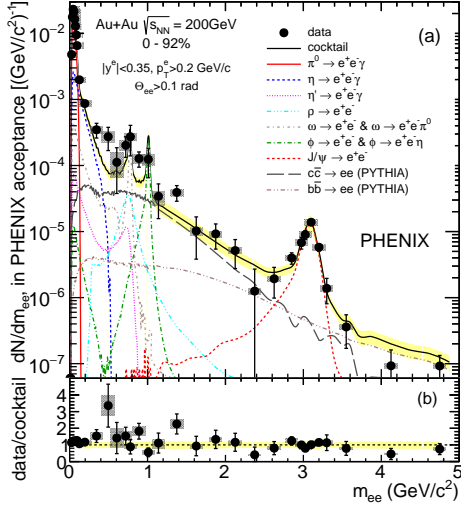 Au+Au √s_NN = 200GeV
0 - 92%
|y^e|<0.35, p_T^e>0.2 GeV/c
Θ_ee>0.1 rad
(a)
data
cocktail
π^0 → e^+e^-γ
η → e^+e^-γ
η' → e^+e^-γ
ρ → e^+e^-
ω → e^+e^- & ω → e^+e^-π^0
ϕ → e^+e^- & ϕ → e^+e^-η
J/ψ → e^+e^-
cc̄ → ee (PYTHIA)
bb̄ → ee (PYTHIA)
PHENIX
dN/dm_ee, in PHENIX acceptance [(GeV/c^2)^-1]
10^-2
10^-3
10^-4
10^-5
10^-6
10^-7
(b)
data/cocktail
4
3
2
1
0
0 1 2 3 4 5
m_ee (GeV/c^2)